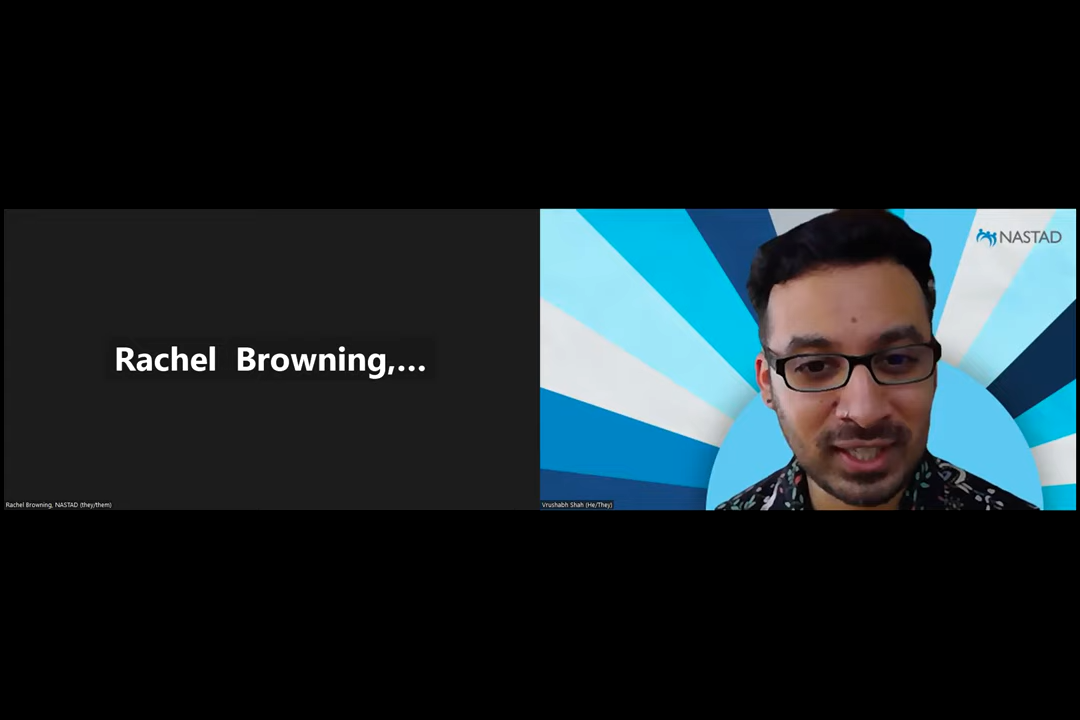 Rachel Browning,...
Rachel Browning, NASTAD (they/them)
NASTAD
Vrushabh Shah (He/They)